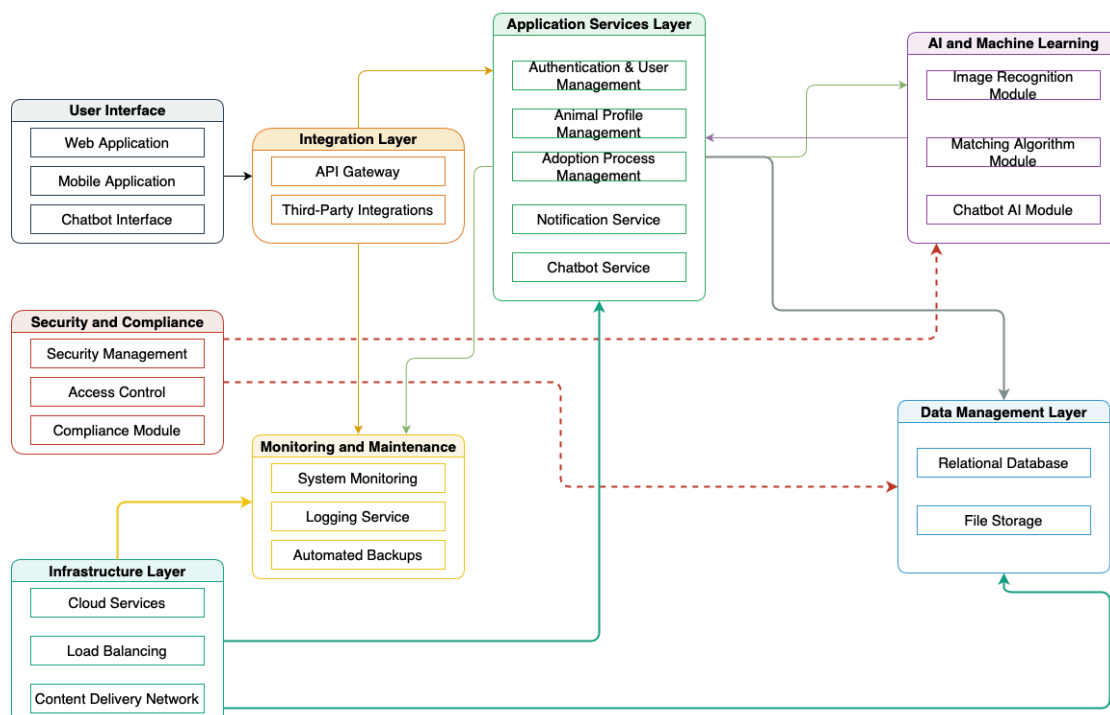 Application Services Layer
Authentication & User
Management
Animal Profile
Management
Adoption Process
Management
Notification Service
Chatbot Service
AI and Machine Learning
Image Recognition
Module
Matching Algorithm
Module
Chatbot AI Module
User Interface
Web Application
Mobile Application
Chatbot Interface
Integration Layer
API Gateway
Third-Party Integrations
Security and Compliance
Security Management
Access Control
Compliance Module
Monitoring and Maintenance
System Monitoring
Logging Service
Automated Backups
Data Management Layer
Relational Database
File Storage
Infrastructure Layer
Cloud Services
Load Balancing
Content Delivery Network